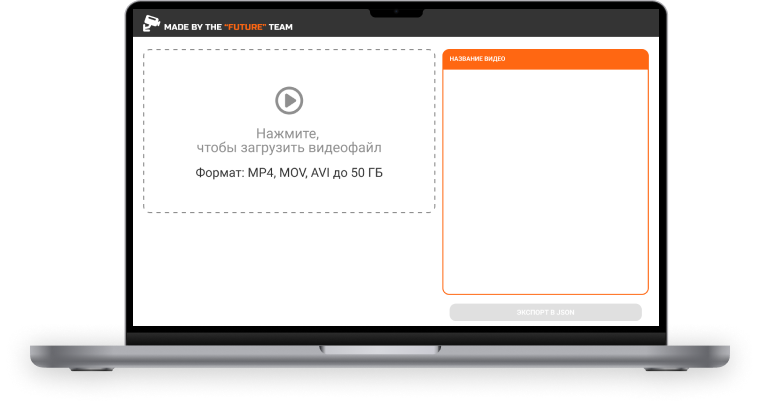 MADE BY THE "FUTURE" TEAM
Нажмите,
чтобы загрузить видеофайл
Формат: MP4, MOV, AVI до 50 ГБ
НАЗВАНИЕ ВИДЕО
ЭКСПОРТ В JSON